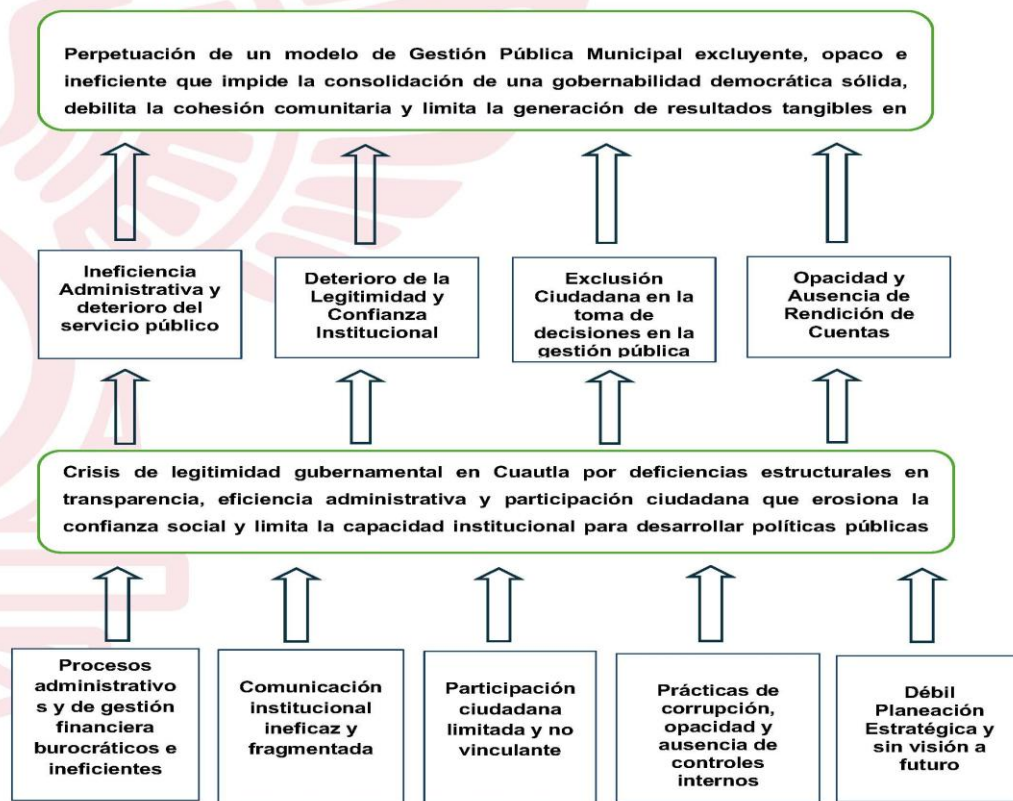 Perpetuación de un modelo de Gestión Pública Municipal excluyente, opaco e
ineficiente que impide la consolidación de una gobernabilidad democrática sólida,
debilita la cohesión comunitaria y limita la generación de resultados tangibles en
Ineficiencia
Administrativa y
deterioro del
servicio público
Deterioro de la
Legitimidad y
Confianza
Institucional
Exclusión
Ciudadana en la
toma de
decisiones en la
gestión pública
Opacidad y
Ausencia de
Rendición de
Cuentas
Crisis de legitimidad gubernamental en Cuautla por deficiencias estructurales en
transparencia, eficiencia administrativa y participación ciudadana que erosiona la
confianza social y limita la capacidad institucional para desarrollar políticas públicas
Procesos
administrativo
s y de gestión
financiera
burocráticos e
ineficientes
Comunicación
institucional
ineficaz y
fragmentada
Participación
ciudadana
limitada y no
vinculante
Prácticas de
corrupción,
opacidad y
ausencia de
controles
internos
Débil
Planeación
Estratégica y
sin visión a
futuro